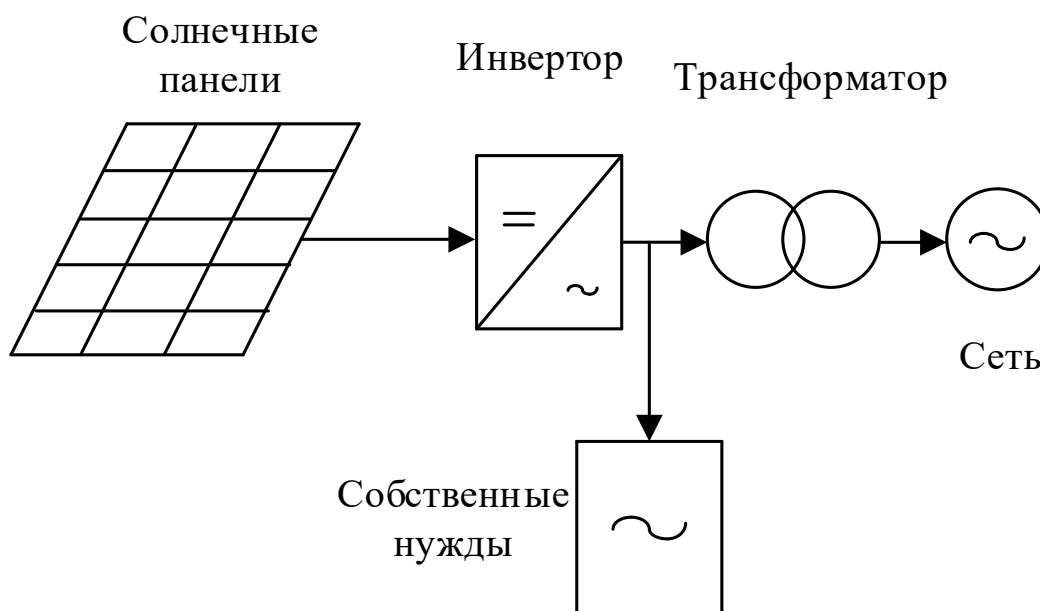 Солнечные
панели
Инвертор
Трансформатор
Сеть
Собственные
нужды